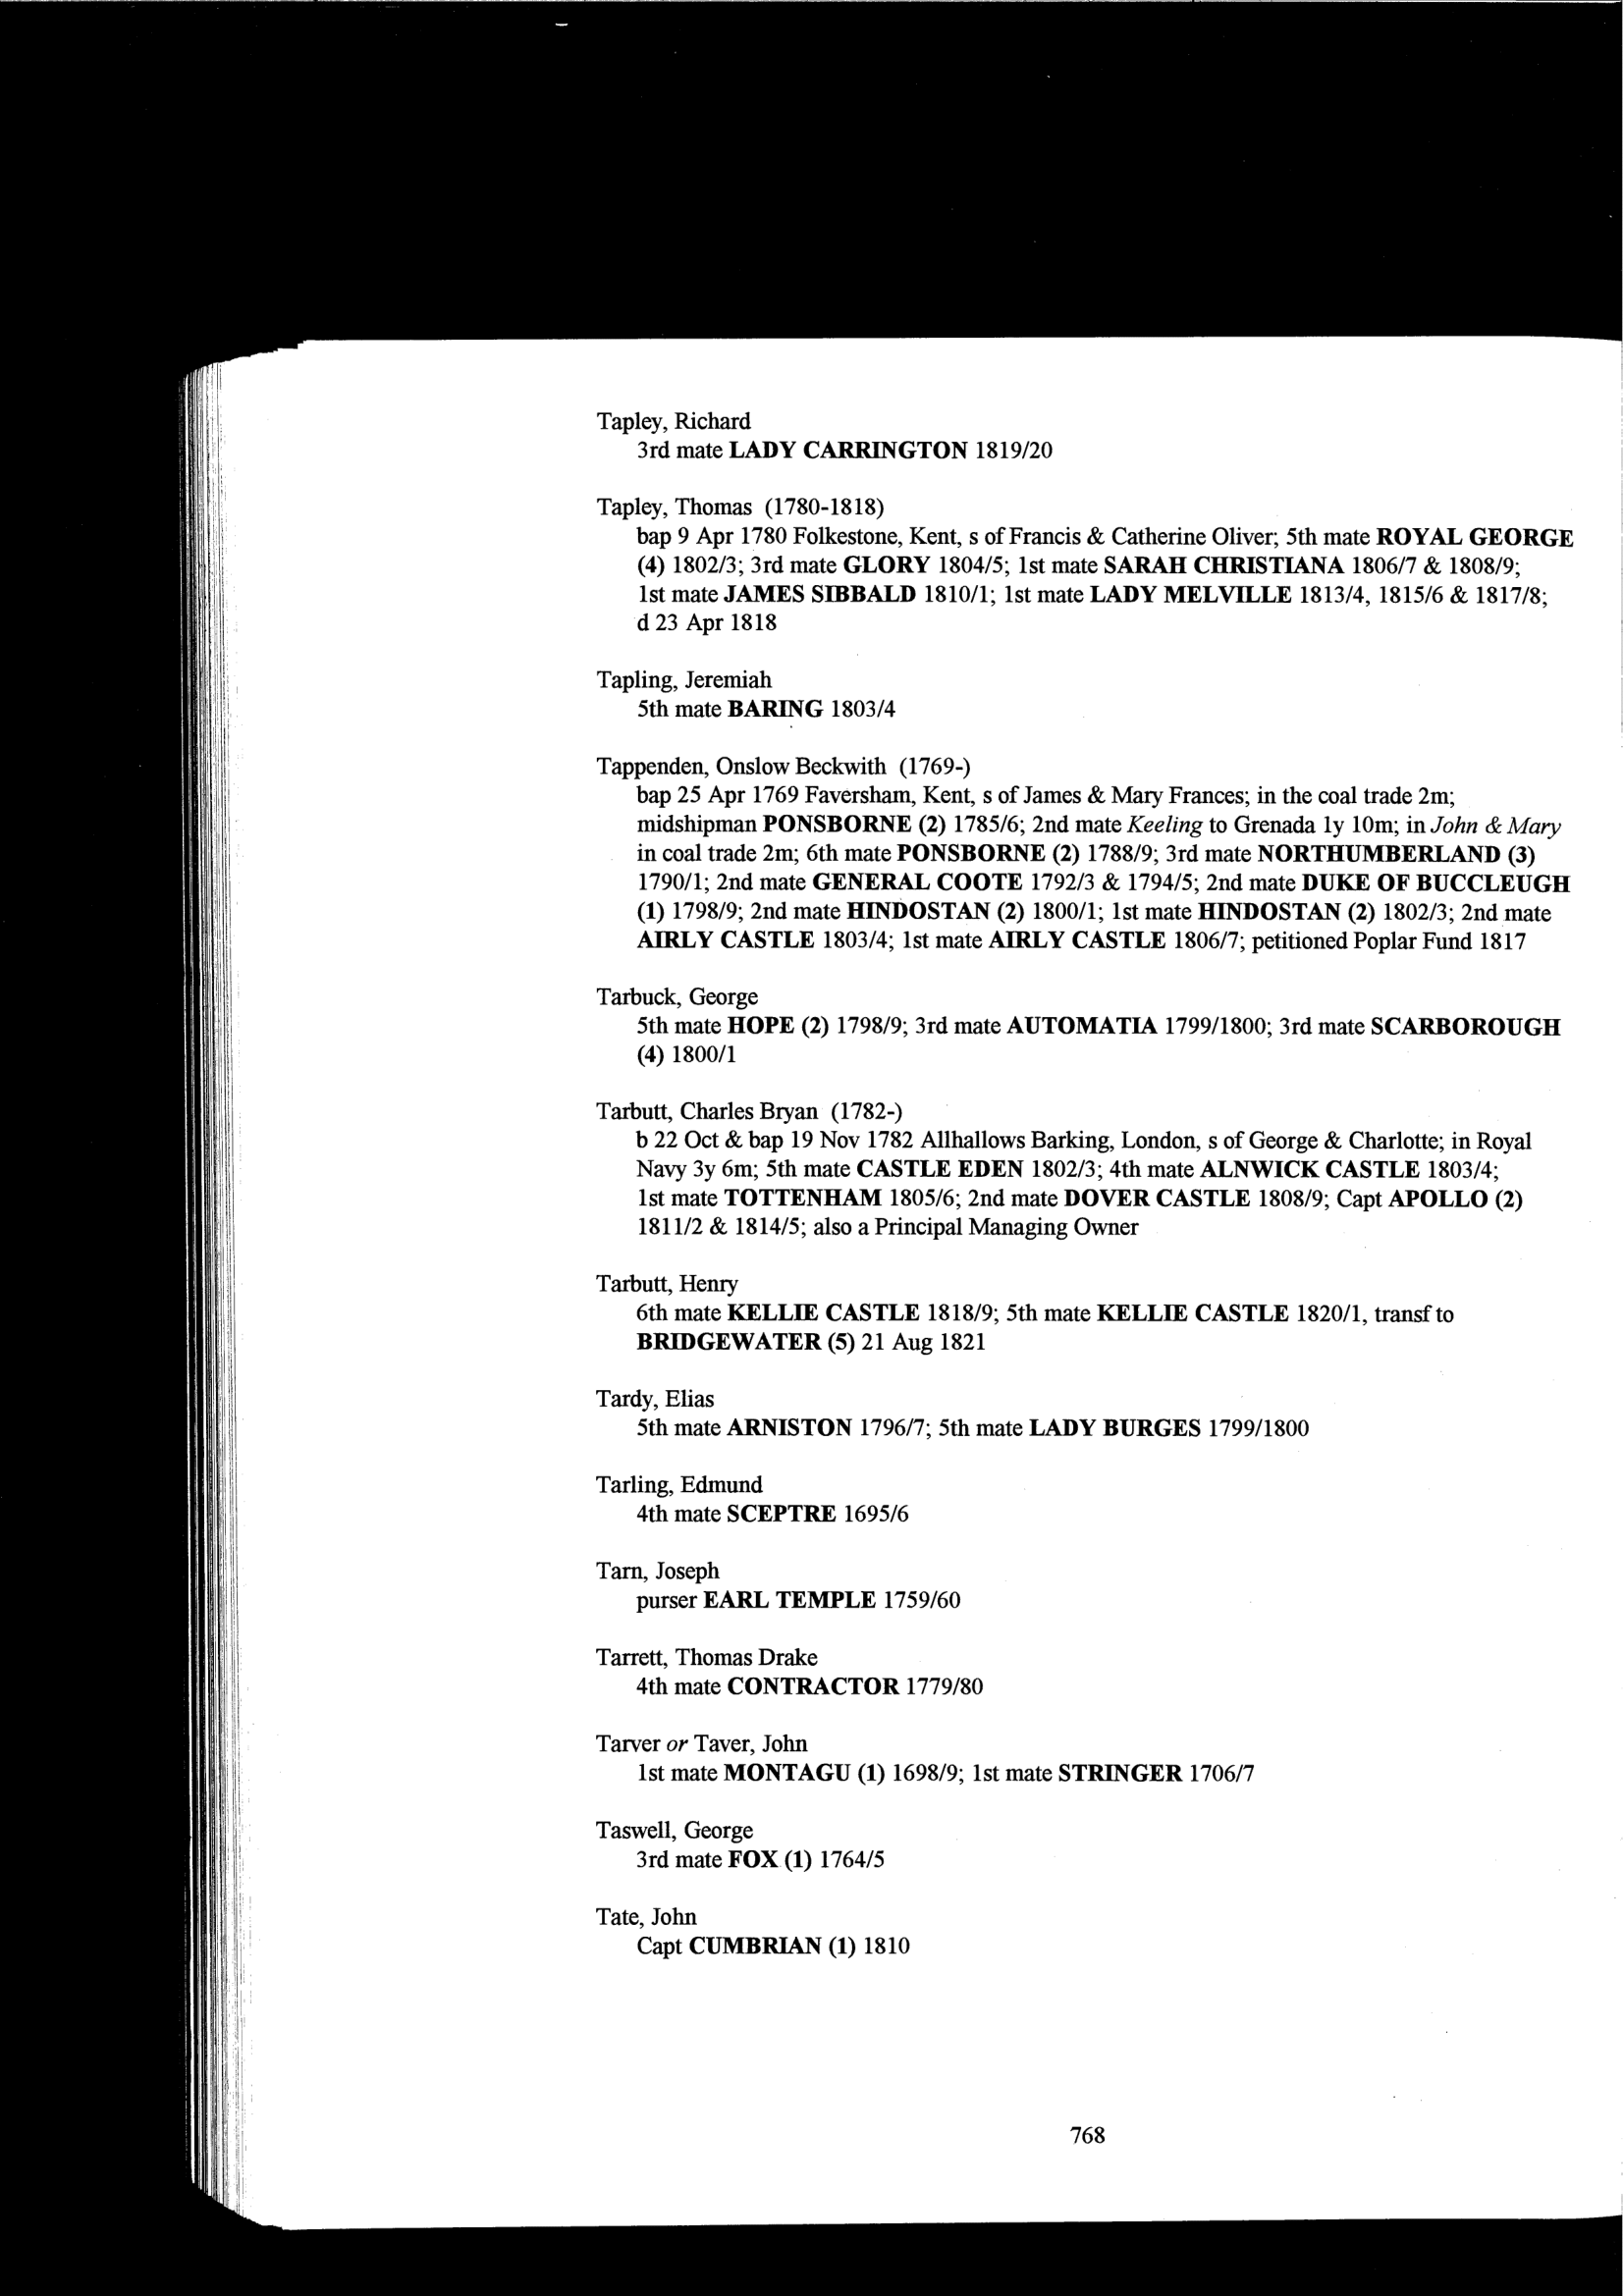 Tapley, Richard
3rd mate LADY CARRINGTON 1819/20
Tapley, Thomas (1780-1818)
bap 9 Apr 1780 Folkestone, Kent, s of Francis & Catherine Oliver; 5th mate ROYAL GEORGE
(4) 1802/3; 3rd mate GLORY 1804/5; 1st mate SARAH CHRISTIANA 1806/7 & 1808/9;
1st mate JAMES SIBBALD 1810/1; 1st mate LADY MELVILLE 1813/4, 1815/6 & 1817/8;
d 23 Apr 1818
Tapling, Jeremiah
5th mate BARING 1803/4
Tappenden, Onslow Beckwith (1769-)
bap 25 Apr 1769 Faversham, Kent, s of James & Mary Frances; in the coal trade 2m;
midshipman PONSBORNE (2) 1785/6; 2nd mate Keeling to Grenada 1y 10m; in John & Mary
in coal trade 2m; 6th mate PONSBORNE (2) 1788/9; 3rd mate NORTHUMBERLAND (3)
1790/1; 2nd mate GENERAL COOTE 1792/3 & 1794/5; 2nd mate DUKE OF BUCCLEUGH
(1) 1798/9; 2nd mate HINDOSTAN (2) 1800/1; 1st mate HINDOSTAN (2) 1802/3; 2nd mate
AIRLY CASTLE 1803/4; 1st mate AIRLY CASTLE 1806/7; petitioned Poplar Fund 1817
Tarbuck, George
5th mate HOPE (2) 1798/9; 3rd mate AUTOMATIA 1799/1800; 3rd mate SCARBOROUGH
(4) 1800/1
Tarbutt, Charles Bryan (1782-)
b 22 Oct & bap 19 Nov 1782 Allhallows Barking, London, s of George & Charlotte; in Royal
Navy 3y 6m; 5th mate CASTLE EDEN 1802/3; 4th mate ALNWICK CASTLE 1803/4;
1st mate TOTTENHAM 1805/6; 2nd mate DOVER CASTLE 1808/9; Capt APOLLO (2)
1811/2 & 1814/5; also a Principal Managing Owner
Tarbutt, Henry
6th mate KELLIE CASTLE 1818/9; 5th mate KELLIE CASTLE 1820/1, transf to
BRIDGEWATER (5) 21 Aug 1821
Tardy, Elias
5th mate ARNISTON 1796/7; 5th mate LADY BURGES 1799/1800
Tarling, Edmund
4th mate SCEPTRE 1695/6
Tarn, Joseph
purser EARL TEMPLE 1759/60
Tarrett, Thomas Drake
4th mate CONTRACTOR 1779/80
Tarver or Taver, John
1st mate MONTAGU (1) 1698/9; 1st mate STRINGER 1706/7
Taswell, George
3rd mate FOX (1) 1764/5
Tate, John
Capt CUMBRIAN (1) 1810
768